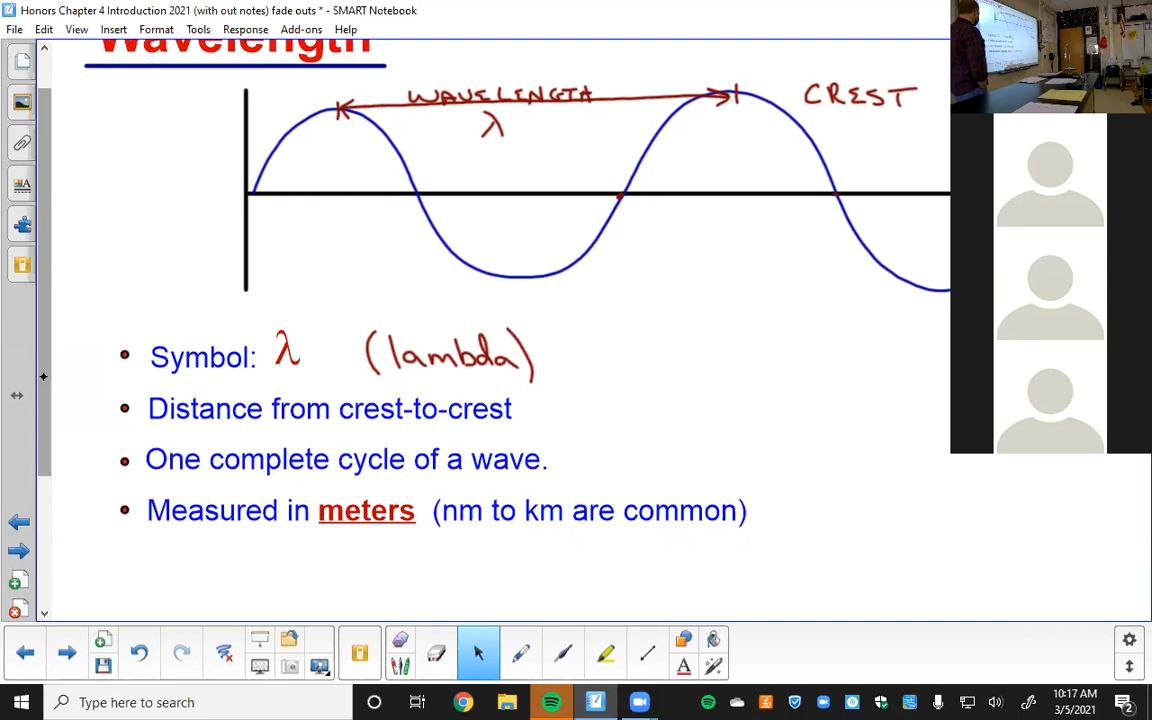 Honors Chapter 4 Introduction 2021 (with out notes) fade outs * - SMART Notebook
File Edit View Insert Format Tools Response Add-ons Help
Wavelength
WAVELENGTH CREST
λ
• Symbol: λ (lambda)
• Distance from crest-to-crest
• One complete cycle of a wave.
• Measured in meters (nm to km are common)
A
Type here to search
10:17 AM
3/5/2021
2